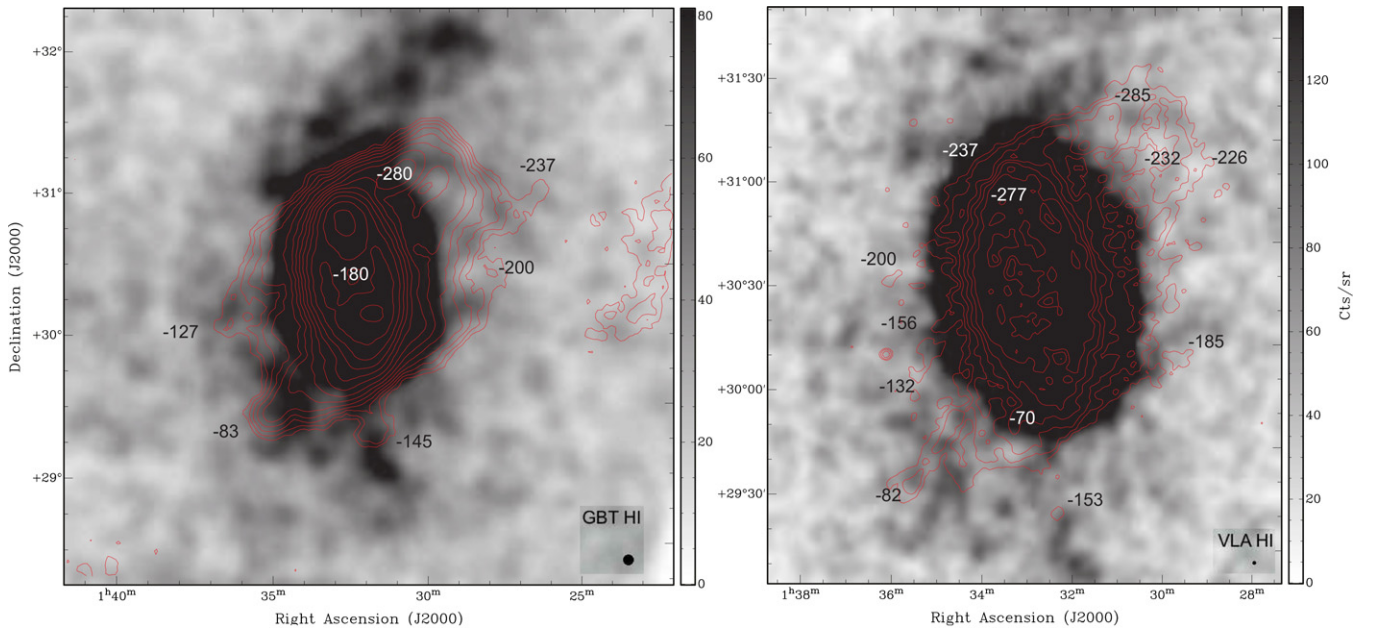 80
60
40
20
0
+32°
+31°
+30°
+29°
Declination (J2000)
-280
-237
-180
-200
-127
-83
-145
GBT HI
1ʰ40ᵐ
35ᵐ
30ᵐ
25ᵐ
Right Ascension (J2000)
+31°30′
+31°00′
+30°30′
+30°00′
+29°30′
-285
-237
-232
-226
-277
-200
-156
-185
-132
-70
-82
-153
VLA HI
1ʰ38ᵐ
36ᵐ
34ᵐ
32ᵐ
30ᵐ
28ᵐ
Right Ascension (J2000)
120
100
80
60
40
20
0
Cts/sr